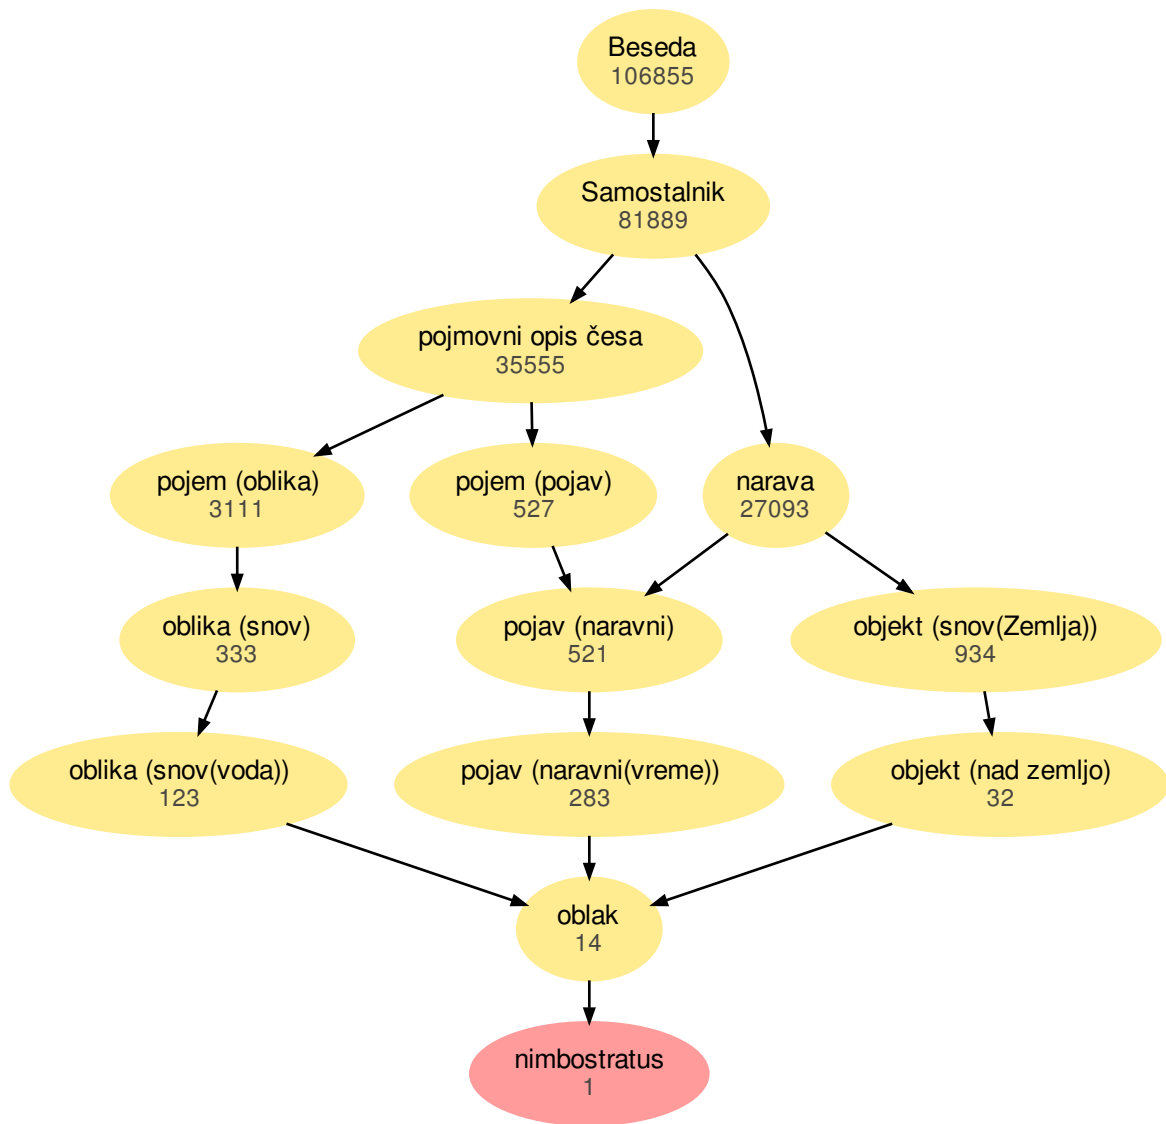 Beseda
106855
Samostalnik
81889
pojmovni opis česa
35555
pojem (oblika)
3111
pojem (pojav)
527
narava
27093
oblika (snov)
333
pojav (naravni)
521
objekt (snov(Zemlja))
934
oblika (snov(voda))
123
pojav (naravni(vreme))
283
objekt (nad zemljo)
32
oblak
14
nimbostratus
1